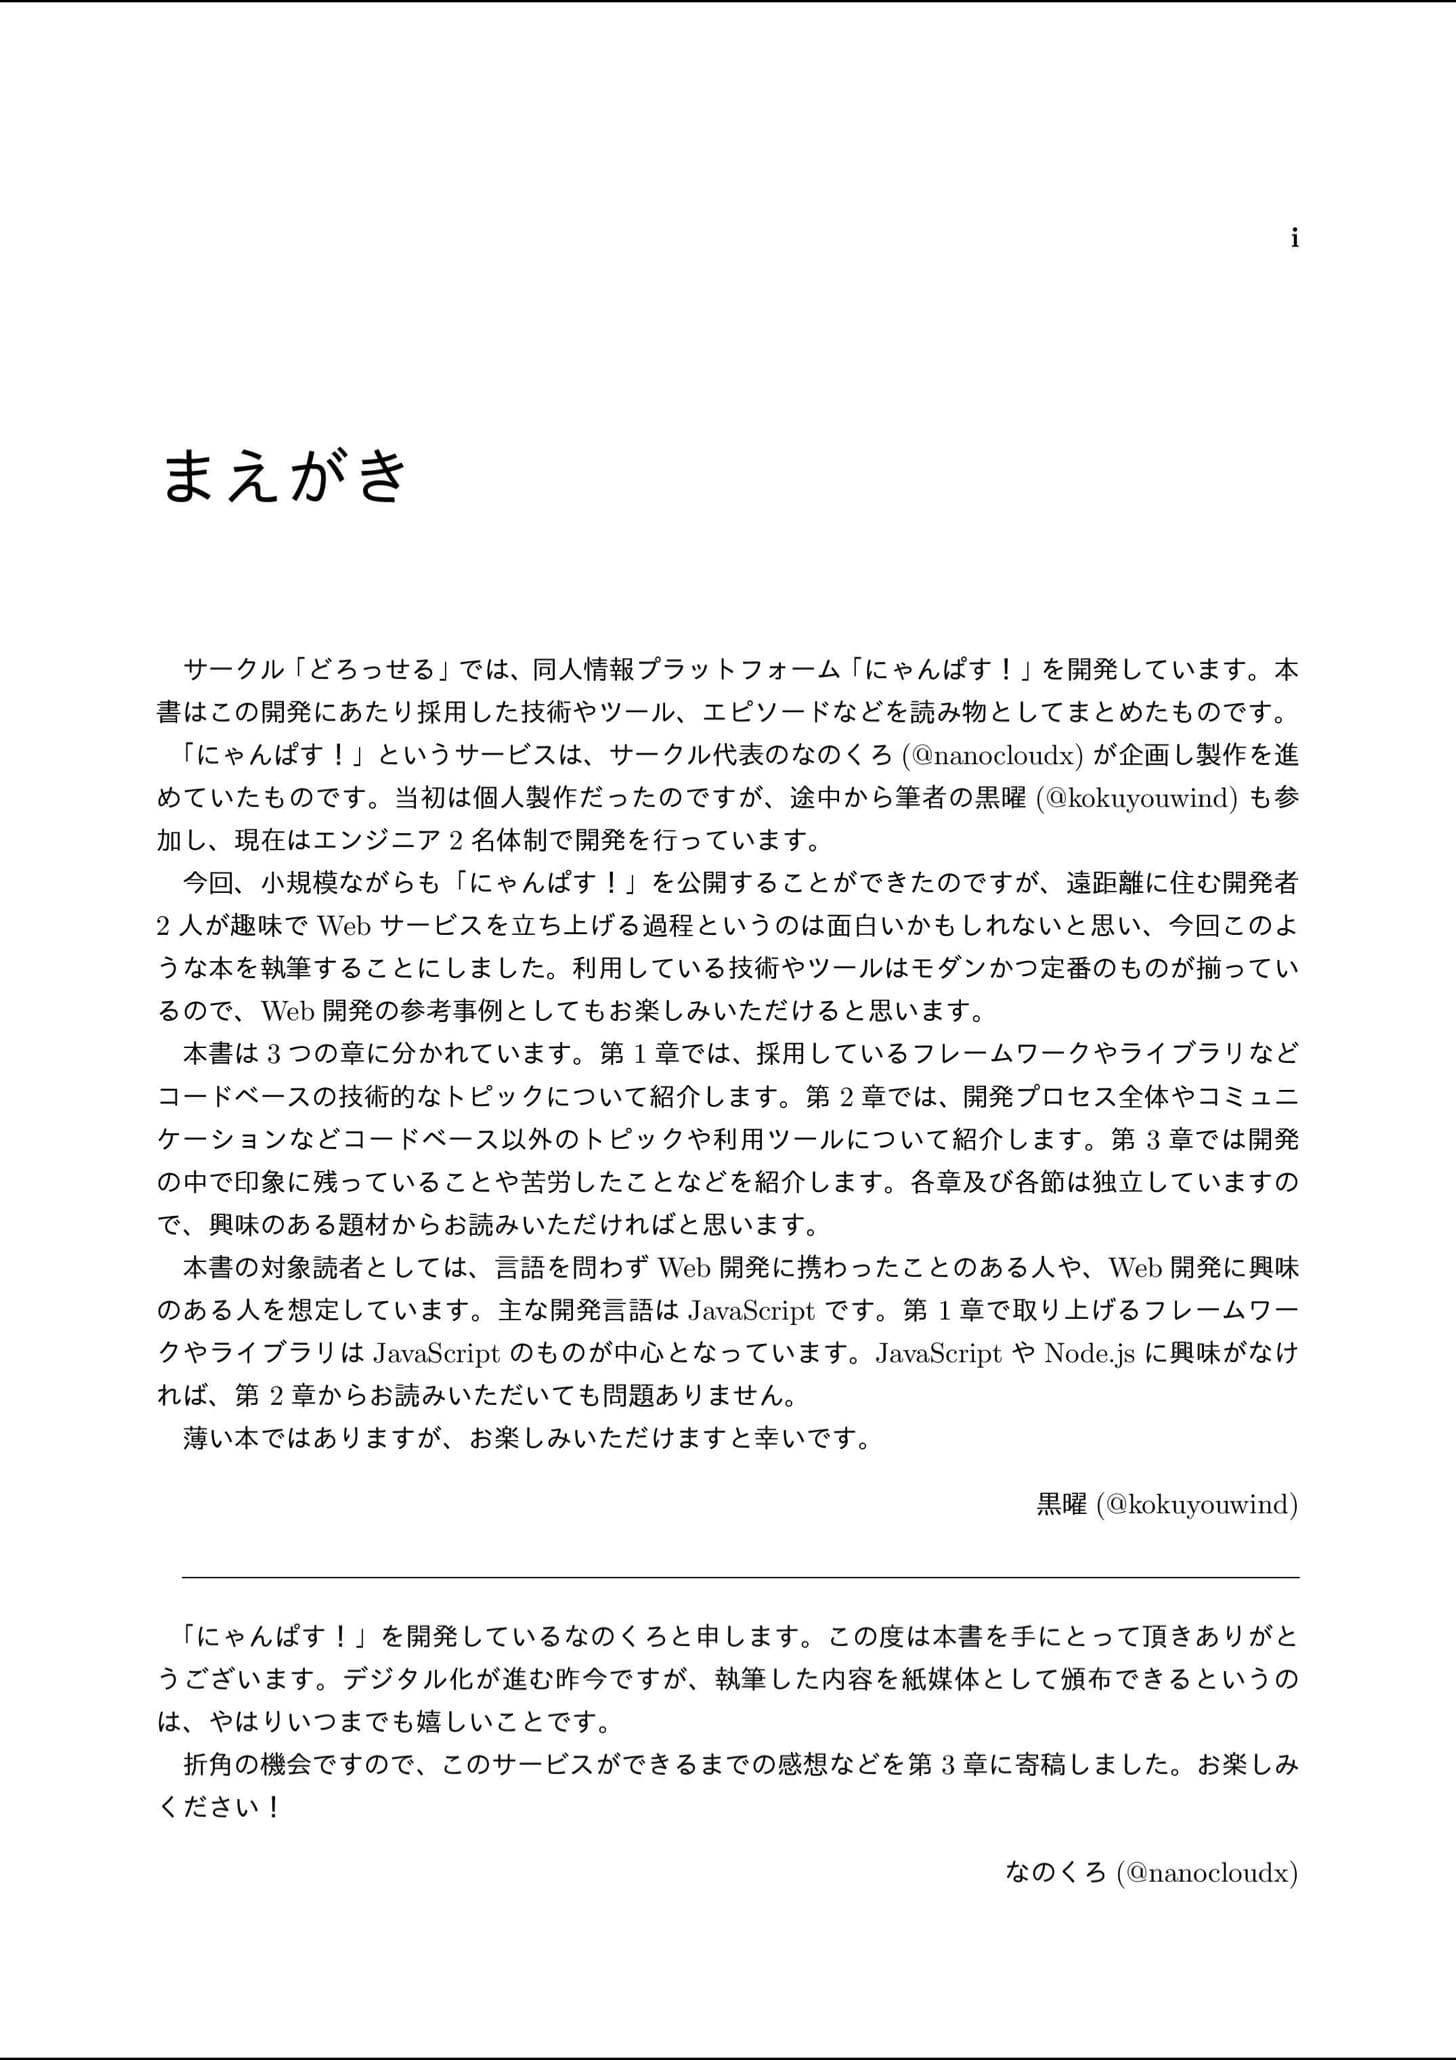 i
まえがき
サークル「どろっせる」では、同人情報プラットフォーム「にゃんぱす！」を開発しています。本
書はこの開発にあたり採用した技術やツール、エピソードなどを読み物としてまとめたものです。
「にゃんぱす！」というサービスは、サークル代表のなのくろ (@nanocloudx) が企画し製作を進
めていたものです。当初は個人製作だったのですが、途中から筆者の黒曜 (@kokuyouwind) も参
加し、現在はエンジニア 2 名体制で開発を行っています。
今回、小規模ながらも「にゃんぱす！」を公開することができたのですが、遠距離に住む開発者
2 人が趣味で Web サービスを立ち上げる過程というのは面白いかもしれないと思い、今回このよ
うな本を執筆することにしました。利用している技術やツールはモダンかつ定番のものが揃ってい
るので、Web 開発の参考事例としてもお楽しみいただけると思います。
本書は 3 つの章に分かれています。第 1 章では、採用しているフレームワークやライブラリなど
コードベースの技術的なトピックについて紹介します。第 2 章では、開発プロセス全体やコミュニ
ケーションなどコードベース以外のトピックや利用ツールについて紹介します。第 3 章では開発
の中で印象に残っていることや苦労したことなどを紹介します。各章及び各節は独立していますの
で、興味のある題材からお読みいただければと思います。
本書の対象読者としては、言語を問わず Web 開発に携わったことのある人や、Web 開発に興味
のある人を想定しています。主な開発言語は JavaScript です。第 1 章で取り上げるフレームワー
クやライブラリは JavaScript のものが中心となっています。JavaScript や Node.js に興味がなけ
れば、第 2 章からお読みいただいても問題ありません。
薄い本ではありますが、お楽しみいただけますと幸いです。
黒曜 (@kokuyouwind)
「にゃんぱす！」を開発しているなのくろと申します。この度は本書を手にとって頂きありがと
うございます。デジタル化が進む昨今ですが、執筆した内容を紙媒体として頒布できるというの
は、やはりいつまでも嬉しいことです。
折角の機会ですので、このサービスができるまでの感想などを第 3 章に寄稿しました。お楽しみ
ください！
なのくろ (@nanocloudx)